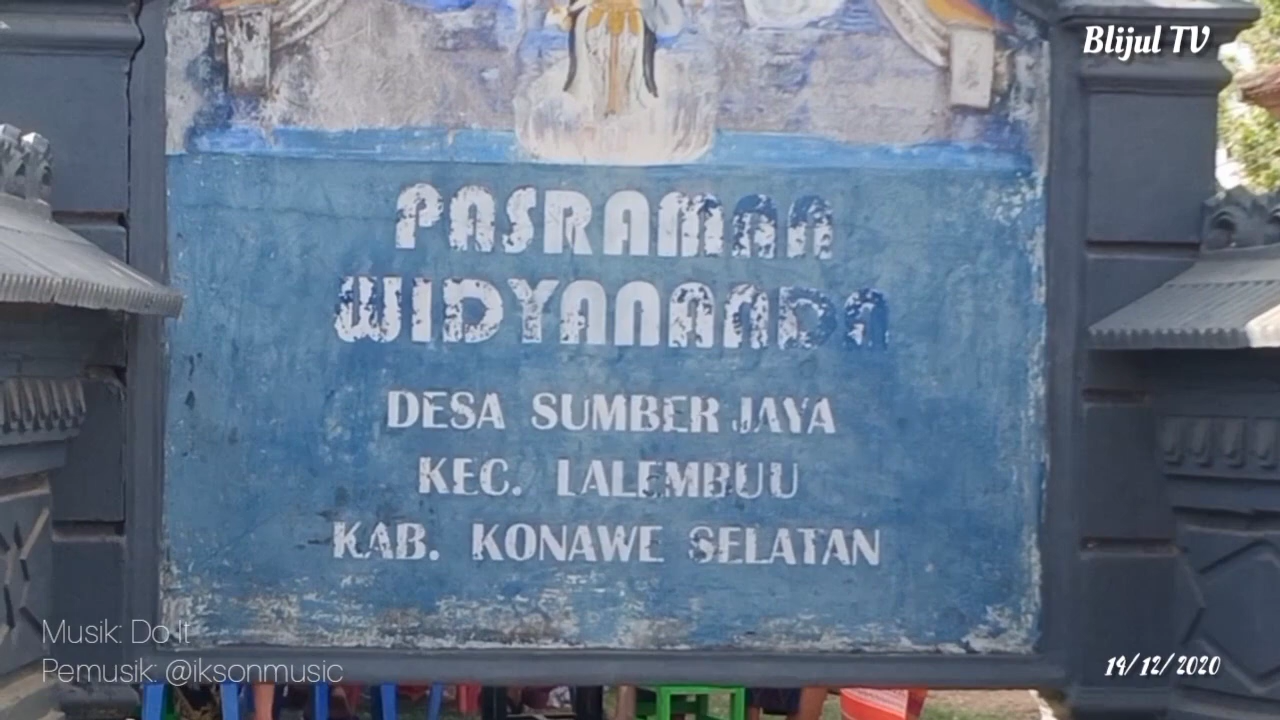 Blijul TV
PASRAMAN
WIDYANANDA
DESA SUMBER JAYA
KEC. LALEMBUU
KAB. KONAWE SELATAN
Musik: Do It
Pemusik: @iksonmusic
19/12/2020